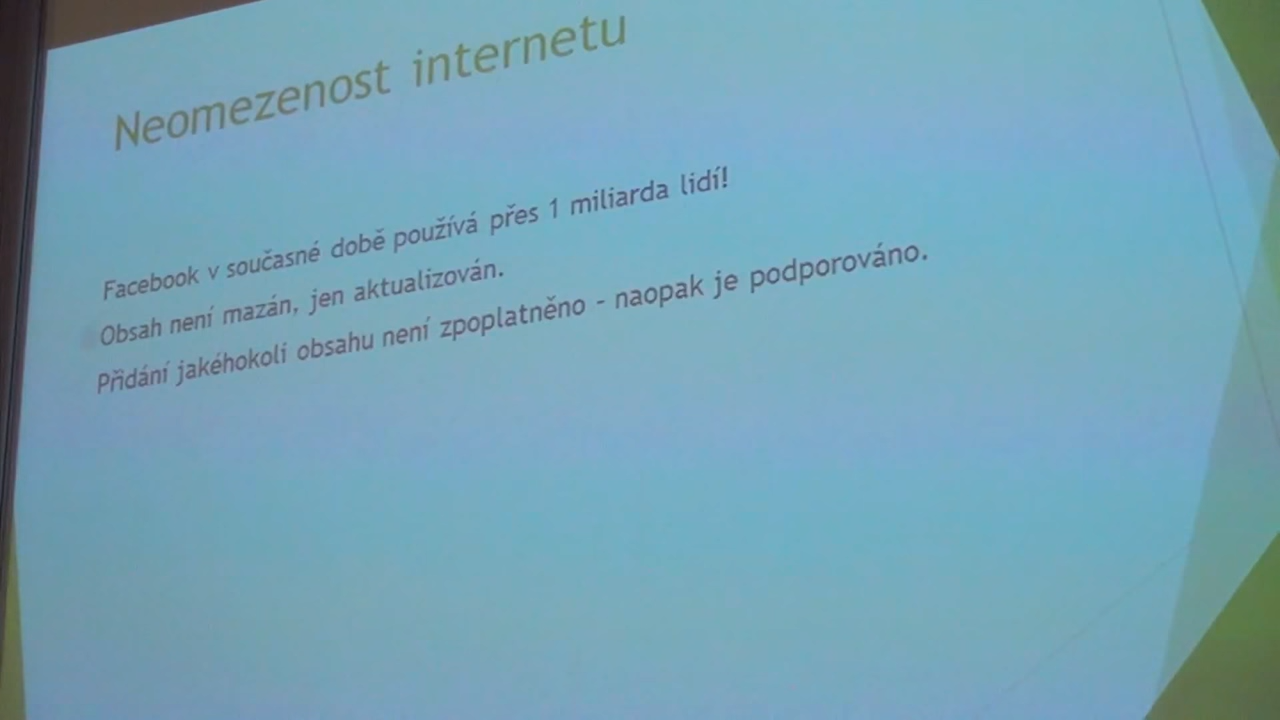 Neomezenost internetu
Facebook v současné době používá přes 1 miliarda lidí!
Obsah není mazán, jen aktualizován.
Přidání jakéhokoli obsahu není zpoplatněno - naopak je podporováno.